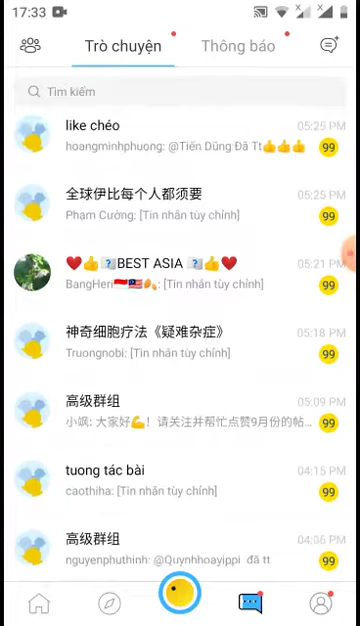 17:33
Trò chuyện
Thông báo
Tìm kiếm
like chéo
05:25 PM
hoangminhphuong: @Tiến Dũng Đã Tt👍👍👍
99
全球伊比每个人都须要
05:25 PM
Phạm Cường: [Tin nhắn tùy chỉnh]
99
❤️👍BEST ASIA👍❤️
05:21 PM
BangHeri🇮🇩🇲🇾: [Tin nhắn tùy chỉnh]
99
神奇细胞疗法《疑难杂症》
05:18 PM
Truongnobi: [Tin nhắn tùy chỉnh]
99
高级群组
05:09 PM
小飒: 大家好💪！请关注并帮忙点赞9月份的帖...
99
tuong tác bài
04:15 PM
caothiha: [Tin nhắn tùy chỉnh]
99
高级群组
04:06 PM
nguyenphuthinh: @Quynhhoayippi đã tt
99